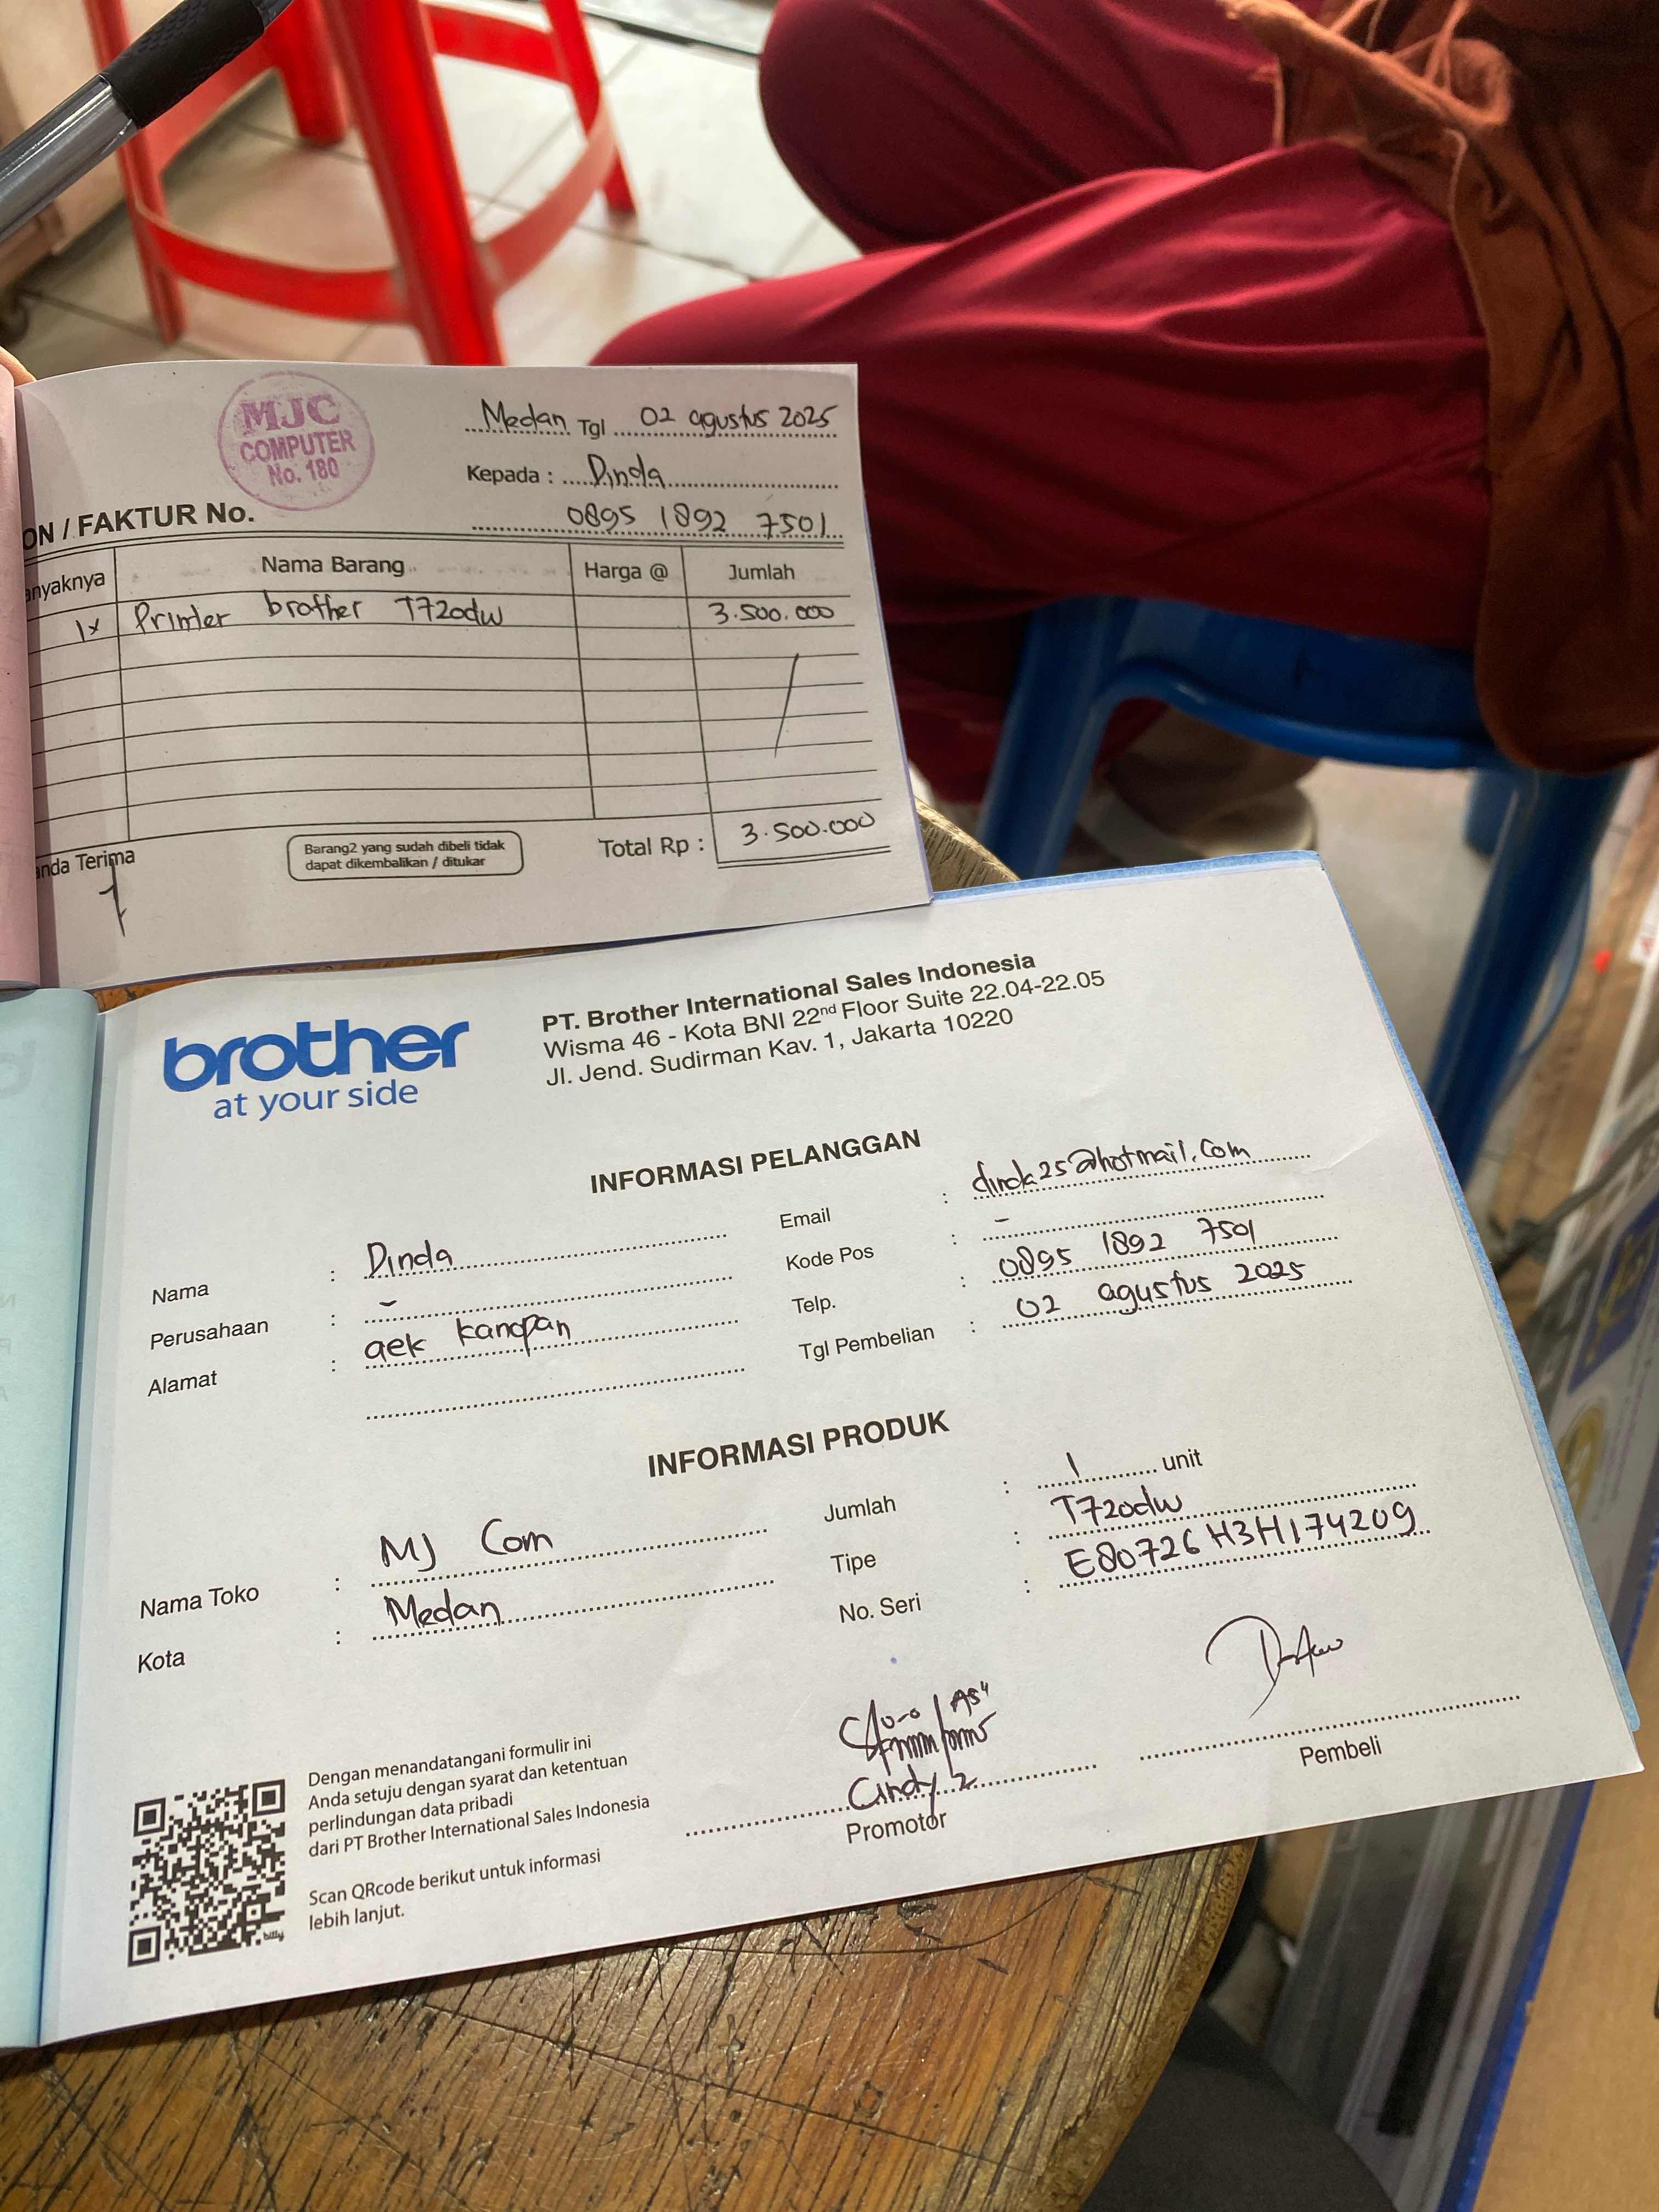 MJC
COMPUTER
No. 180
Medan Tgl 02 agustus 2025
Kepada : Dinda
0895 1892 7501
ON / FAKTUR No.
anyaknya Nama Barang Harga @ Jumlah
1x Printer brother T720dw 3.500.000
Total Rp : 3.500.000
anda Terima
Barang2 yang sudah dibeli tidak
dapat dikembalikan / ditukar
brother
at your side
PT. Brother International Sales Indonesia
Wisma 46 - Kota BNI 22nd Floor Suite 22.04-22.05
Jl. Jend. Sudirman Kav. 1, Jakarta 10220
INFORMASI PELANGGAN
Nama : Dinda
Perusahaan : -
Alamat : aek kanopan
Email : dinda25@hotmail.com
Kode Pos : -
Telp. : 0895 1892 7501
Tgl Pembelian : 02 agustus 2025
INFORMASI PRODUK
Nama Toko : MJ Com
Kota : Medan
Jumlah : 1 unit
Tipe : T720dw
No. Seri : E80726H3H174209
Dengan menandatangani formulir ini
Anda setuju dengan syarat dan ketentuan
perlindungan data pribadi
dari PT Brother International Sales Indonesia
Scan QRcode berikut untuk informasi
lebih lanjut.
billy
Cindy 2
Promotor
Pembeli